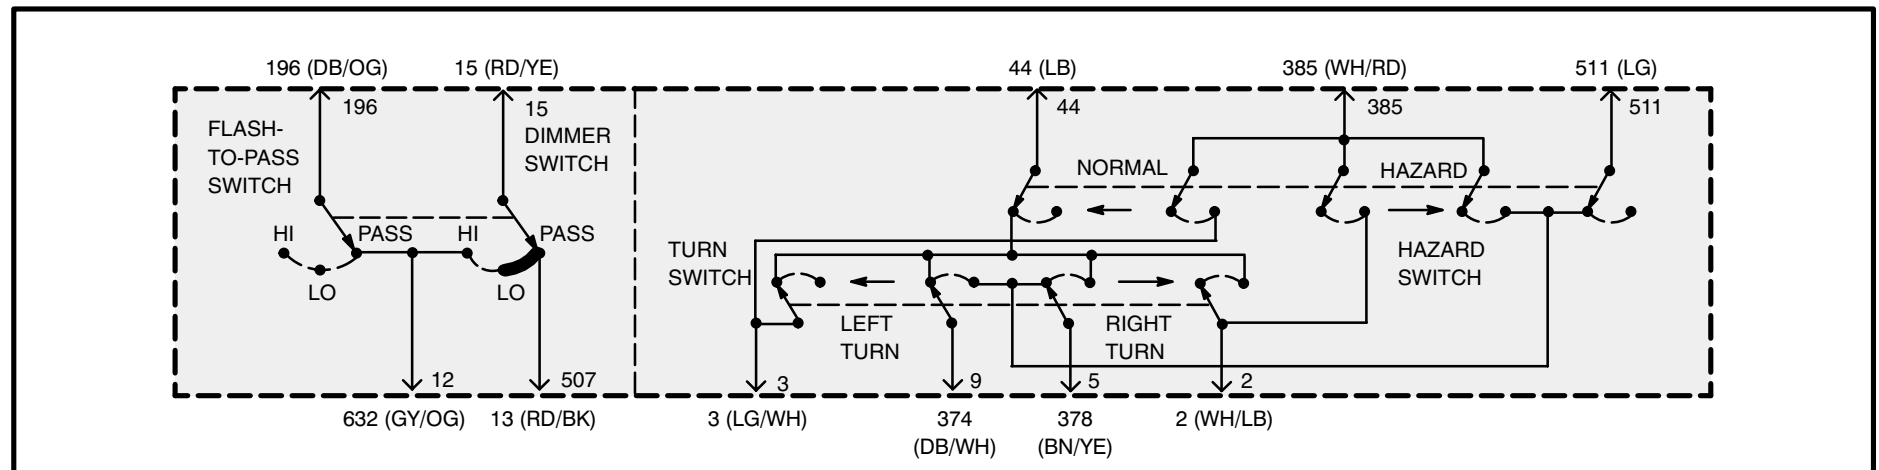 196 (DB/OG)
15 (RD/YE)
44 (LB)
385 (WH/RD)
511 (LG)
196
15
44
385
511
FLASH-
TO-PASS
SWITCH
DIMMER
SWITCH
NORMAL
HAZARD
HI
PASS
HI
PASS
LO
LO
TURN
SWITCH
HAZARD
SWITCH
LEFT
TURN
RIGHT
TURN
12
507
3
9
5
2
632 (GY/OG)
13 (RD/BK)
3 (LG/WH)
374
(DB/WH)
378
(BN/YE)
2 (WH/LB)